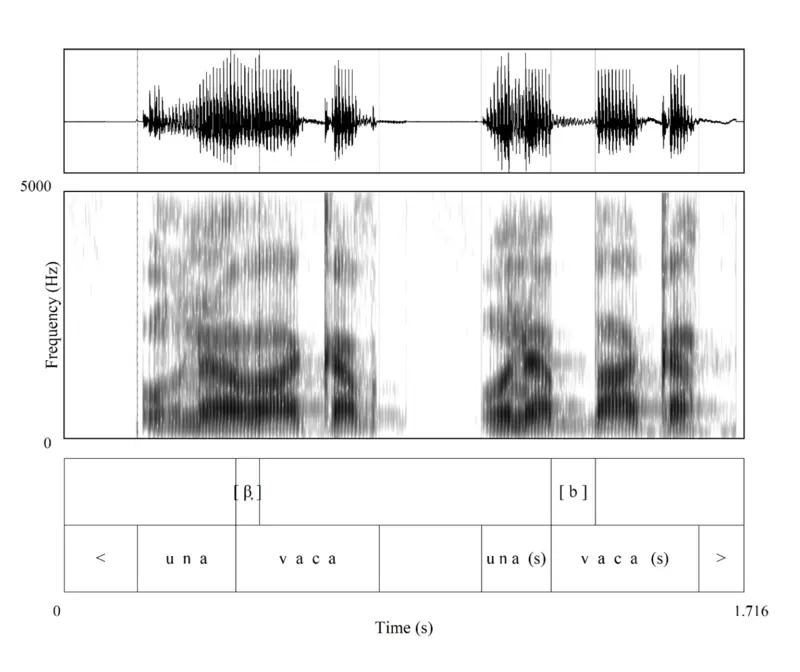 5000
Frequency (Hz)
0
[ β̞ ]
[ b ]
<
u n a
v a c a
u n a (s)
v a c a (s)
>
0
1.716
Time (s)